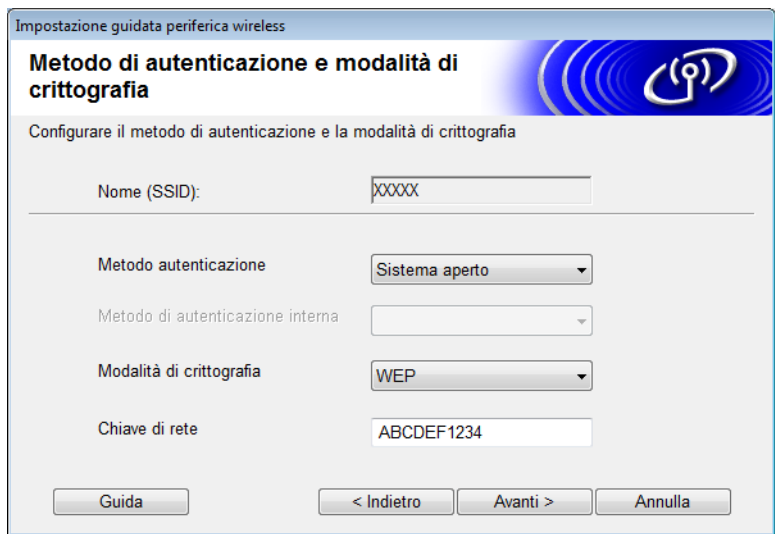 Impostazione guidata periferica wireless
Metodo di autenticazione e modalità di
crittografia
Configurare il metodo di autenticazione e la modalità di crittografia
Nome (SSID): XXXXX
Metodo autenticazione Sistema aperto
Metodo di autenticazione interna
Modalità di crittografia WEP
Chiave di rete ABCDEF1234
Guida < Indietro Avanti > Annulla